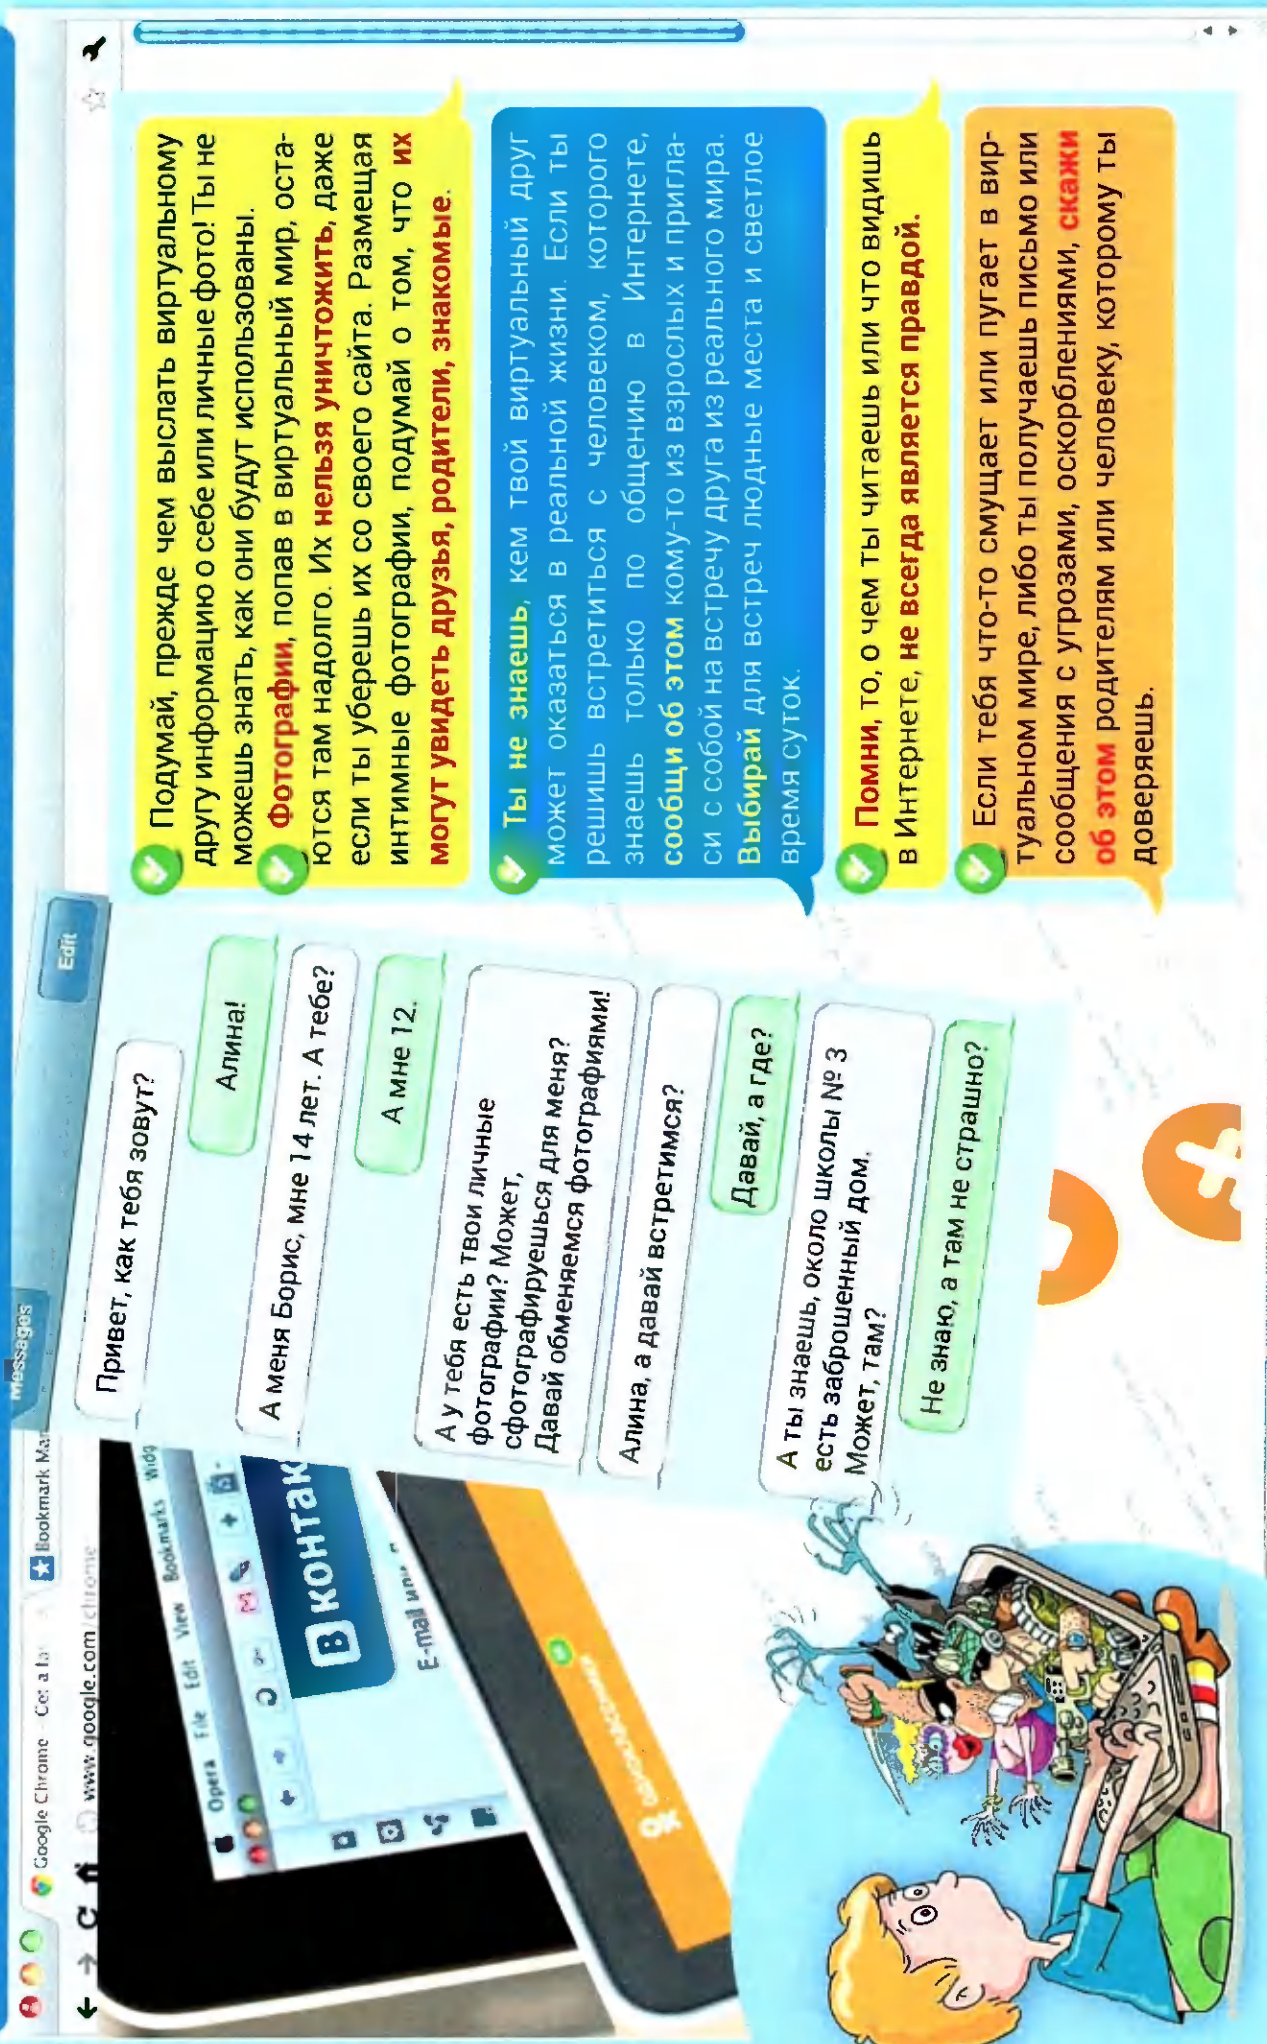 Google Chrome - Get a fa
Bookmark Mar
www.google.com/chrome
Opera File Edit View Bookmarks Widg
В контак
E-mail или
одноклассники
Messages
Edit
Привет, как тебя зовут?
Алина!
А меня Борис, мне 14 лет. А тебе?
А мне 12.
А у тебя есть твои личные
фотографии? Может,
сфотографируешься для меня?
Давай обменяемся фотографиями!
Алина, а давай встретимся?
Давай, а где?
А ты знаешь, около школы № 3
есть заброшенный дом.
Может, там?
Не знаю, а там не страшно?
Подумай, прежде чем выслать виртуальному
другу информацию о себе или личные фото! Ты не
можешь знать, как они будут использованы.
Фотографии, попав в виртуальный мир, оста-
ются там надолго. Их нельзя уничтожить, даже
если ты уберешь их со своего сайта. Размещая
интимные фотографии, подумай о том, что их
могут увидеть друзья, родители, знакомые.
Ты не знаешь, кем твой виртуальный друг
может оказаться в реальной жизни. Если ты
решишь встретиться с человеком, которого
знаешь только по общению в Интернете,
сообщи об этом кому-то из взрослых и пригла-
си с собой на встречу друга из реального мира.
Выбирай для встреч людные места и светлое
время суток.
Помни, то, о чем ты читаешь или что видишь
в Интернете, не всегда является правдой.
Если тебя что-то смущает или пугает в вир-
туальном мире, либо ты получаешь письмо или
сообщения с угрозами, оскорблениями, скажи
об этом родителям или человеку, которому ты
доверяешь.